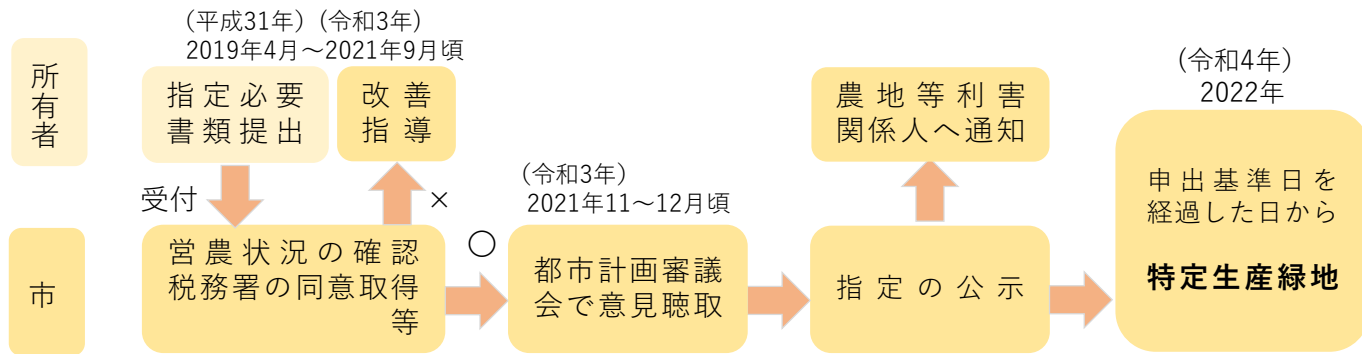 所有者
(平成31年)(令和3年)
2019年4月～2021年9月頃
指定必要
書類提出
改善
指導
農地等利害
関係人へ通知
(令和4年)
2022年
受付
×
(令和3年)
2021年11～12月頃
申出基準日を
経過した日から
特定生産緑地
市
営農状況の確認
税務署の同意取得
等
〇
都市計画審議
会で意見聴取
指定の公示